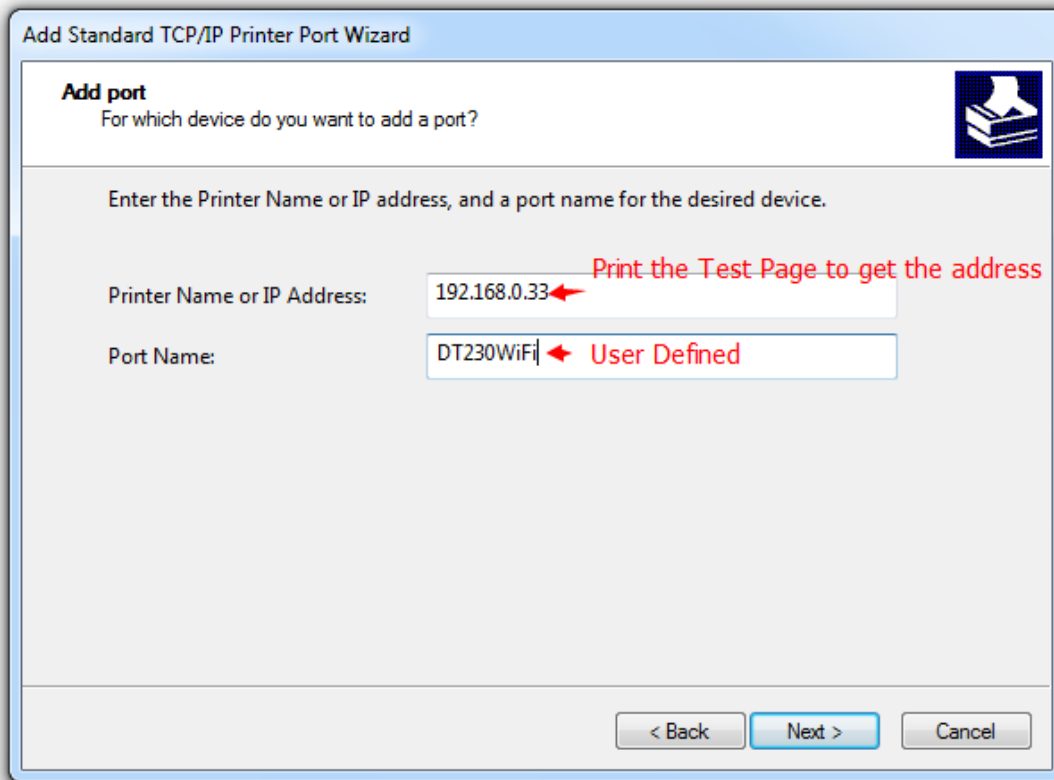 Add Standard TCP/IP Printer Port Wizard
Add port
For which device do you want to add a port?
Enter the Printer Name or IP address, and a port name for the desired device.
Print the Test Page to get the address
Printer Name or IP Address: 192.168.0.33
Port Name: DT230WiFi User Defined
< Back Next > Cancel